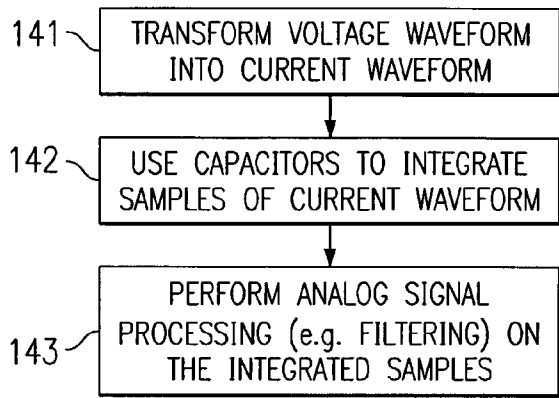 141
TRANSFORM VOLTAGE WAVEFORM
INTO CURRENT WAVEFORM
142
USE CAPACITORS TO INTEGRATE
SAMPLES OF CURRENT WAVEFORM
143
PERFORM ANALOG SIGNAL
PROCESSING (e.g. FILTERING) ON
THE INTEGRATED SAMPLES